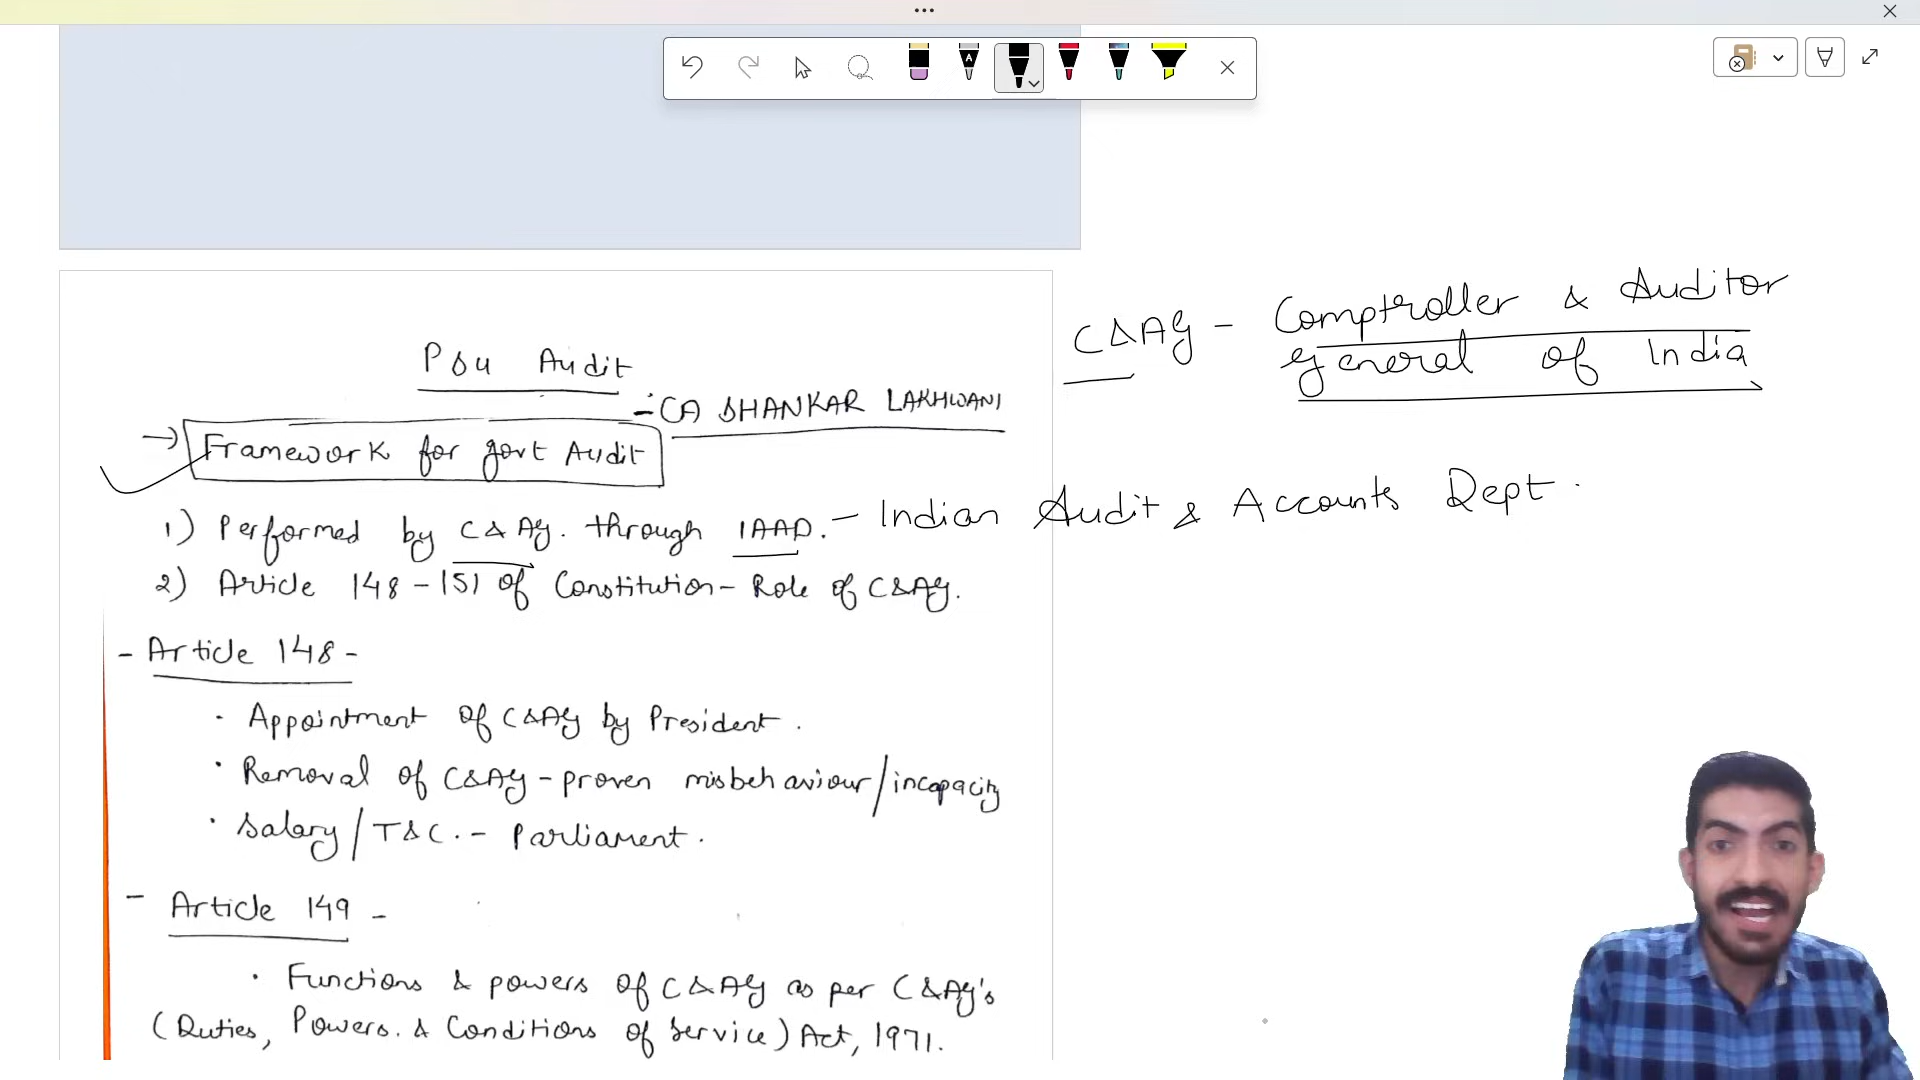 PSU Audit
- CA SHANKAR LAKHWANI
→ Framework for govt Audit
1) Performed by C&AG. through IAAD. - Indian Audit & Accounts Dept.
2) Article 148-151 of Constitution - Role of C&AG.
- Article 148 -
· Appointment of C&AG by President.
· Removal of C&AG - proven misbehaviour/incapacity
· Salary/T&C. - Parliament.
- Article 149 -
· Functions & powers of C&AG as per C&AG's
(Duties, Powers. & Conditions of Service) Act, 1971.
C&AG - Comptroller & Auditor
general of India